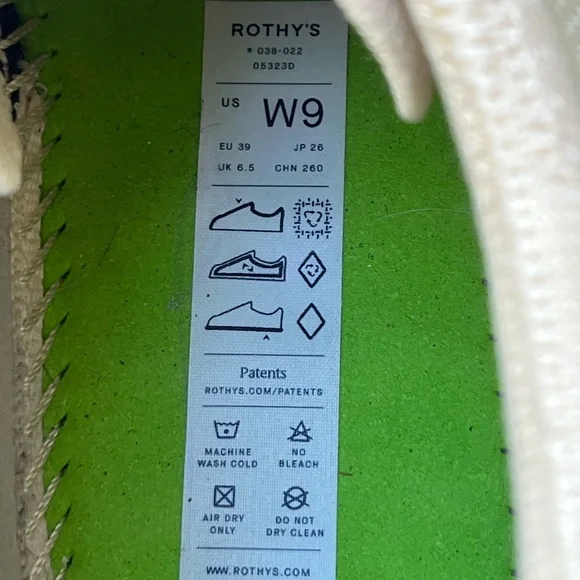 ROTHY'S
# 038-022
05323D
US W9
EU 39 JP 26
UK 6.5 CHN 260
Patents
ROTHYS.COM/PATENTS
MACHINE WASH COLD
NO BLEACH
AIR DRY ONLY
DO NOT DRY CLEAN
WWW.ROTHYS.COM